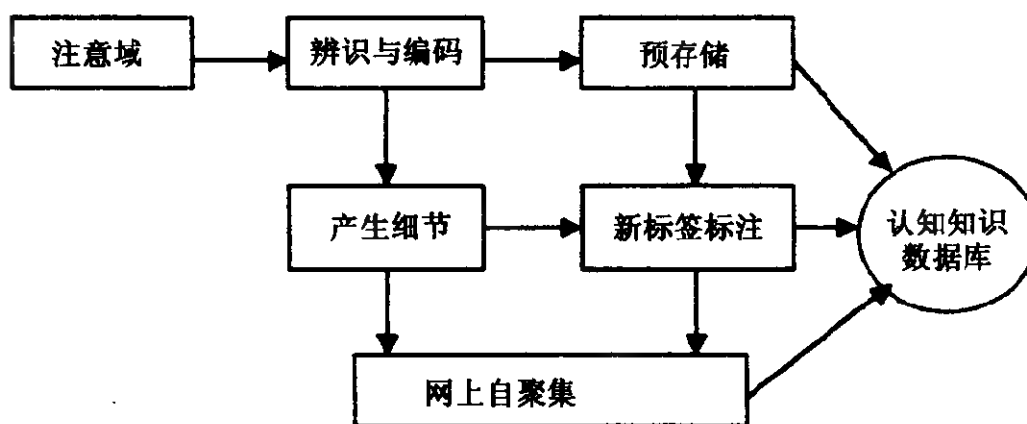 注意域
辨识与编码
预存储
产生细节
新标签标注
认知知识
数据库
网上自聚集